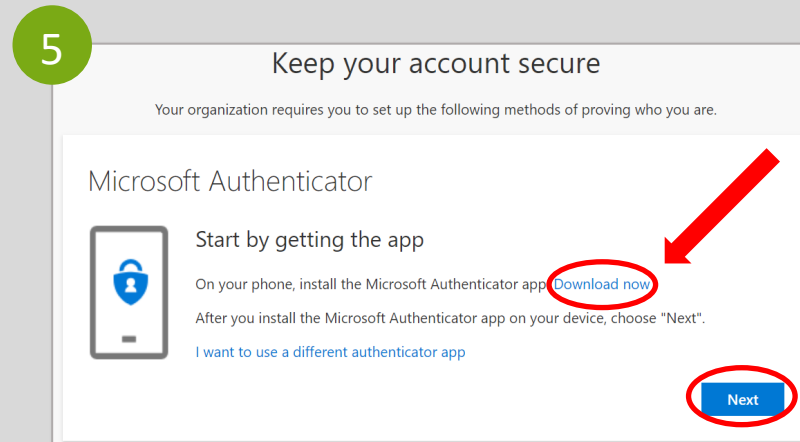 5
Keep your account secure
Your organization requires you to set up the following methods of proving who you are.
Microsoft Authenticator
Start by getting the app
On your phone, install the Microsoft Authenticator app Download now
After you install the Microsoft Authenticator app on your device, choose "Next".
I want to use a different authenticator app
Next